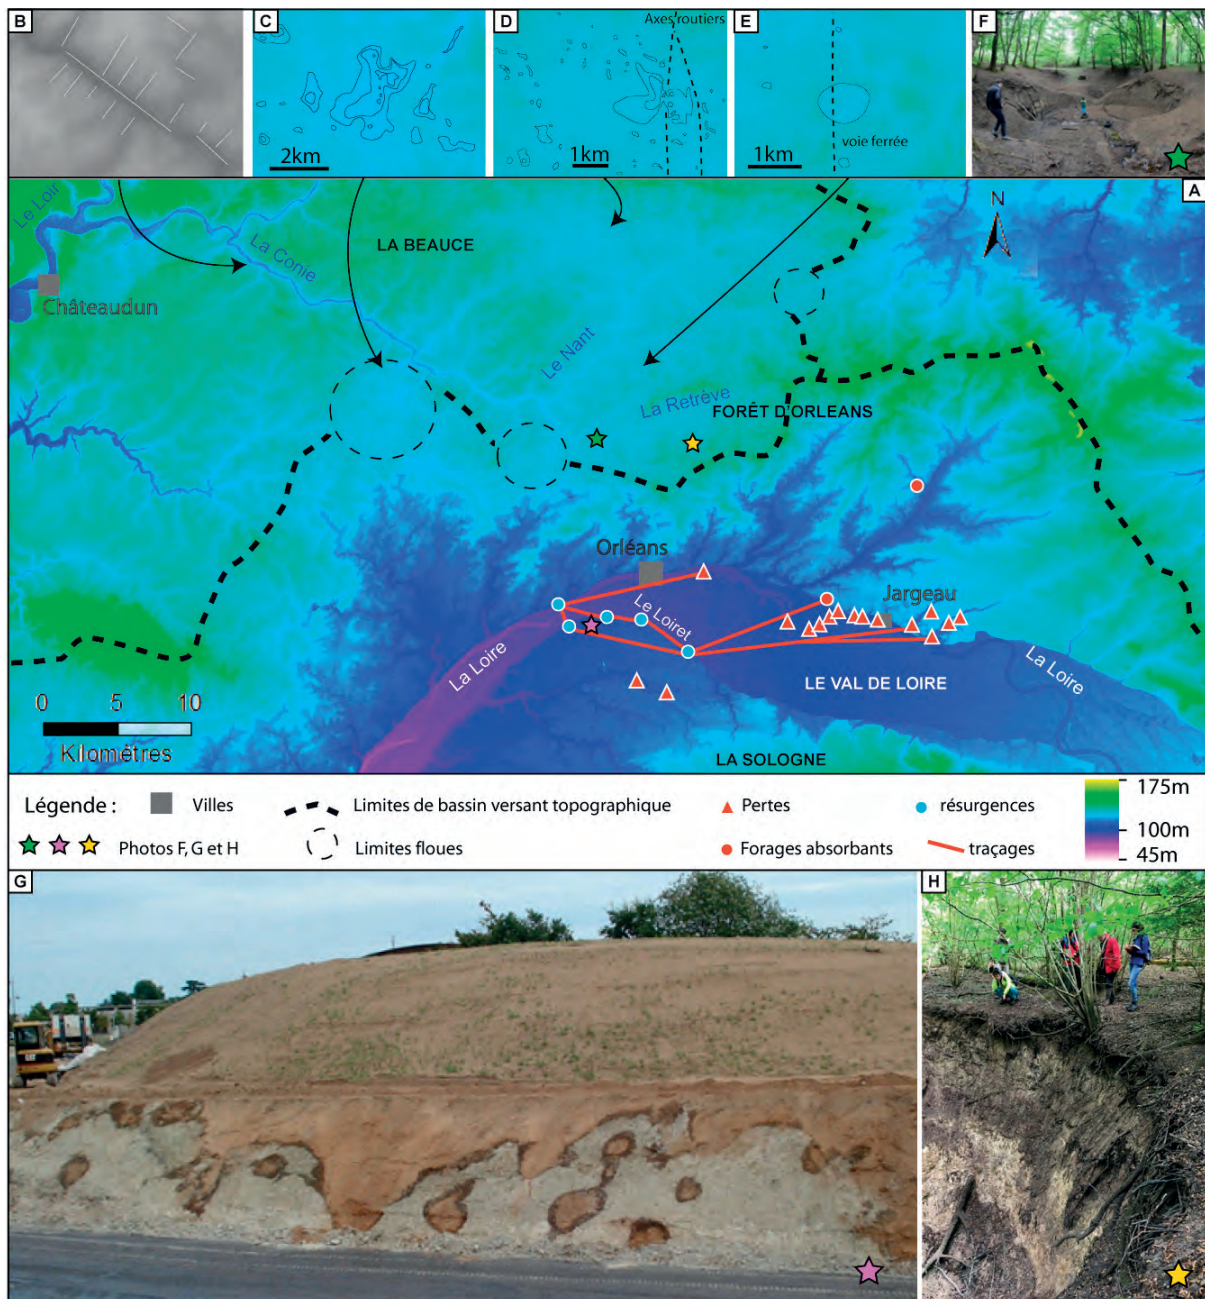 B
C
2km
D
Axes routiers
1km
E
voie ferrée
1km
F
A
N
Le Loir
La Conie
LA BEAUCE
Châteaudun
Le Nant
La Retrève
FORÊT D'ORLEANS
Orléans
Jargeau
Le Loiret
La Loire
LE VAL DE LOIRE
La Loire
LA SOLOGNE
0 5 10
Kilométres
Légende :
Villes
Limites de bassin versant topographique
Pertes
résurgences
Photos F, G et H
Limites floues
Forages absorbants
traçages
175m
100m
45m
G
H